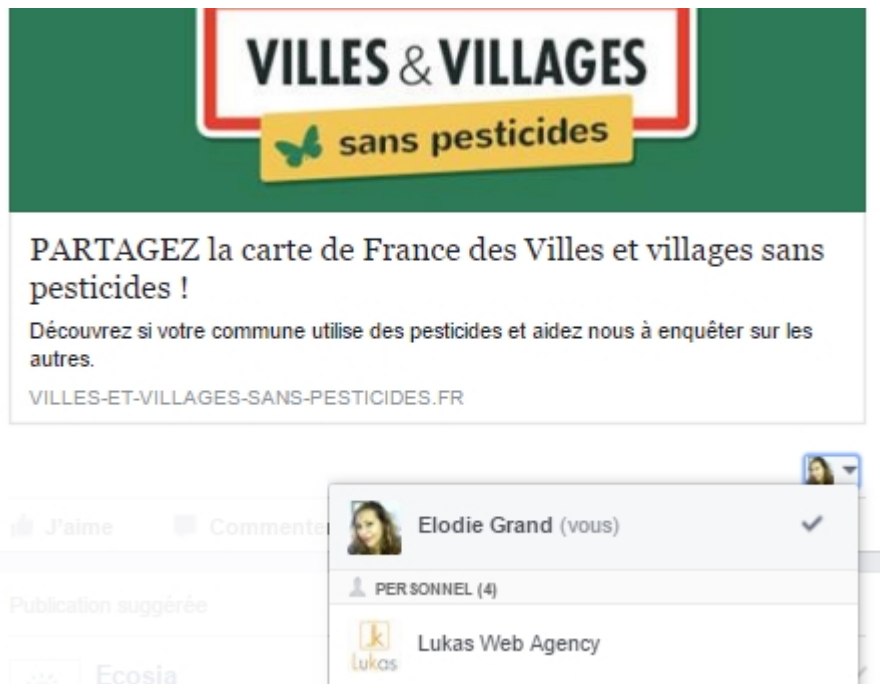 VILLES & VILLAGES
sans pesticides
PARTAGEZ la carte de France des Villes et villages sans
pesticides !
Découvrez si votre commune utilise des pesticides et aidez nous à enquêter sur les
autres.
VILLES-ET-VILLAGES-SANS-PESTICIDES.FR
J'aime Commente
Elodie Grand (vous)
PERSONNEL (4)
Publication suggérée
Lukas Web Agency
Lukas
Ecosia